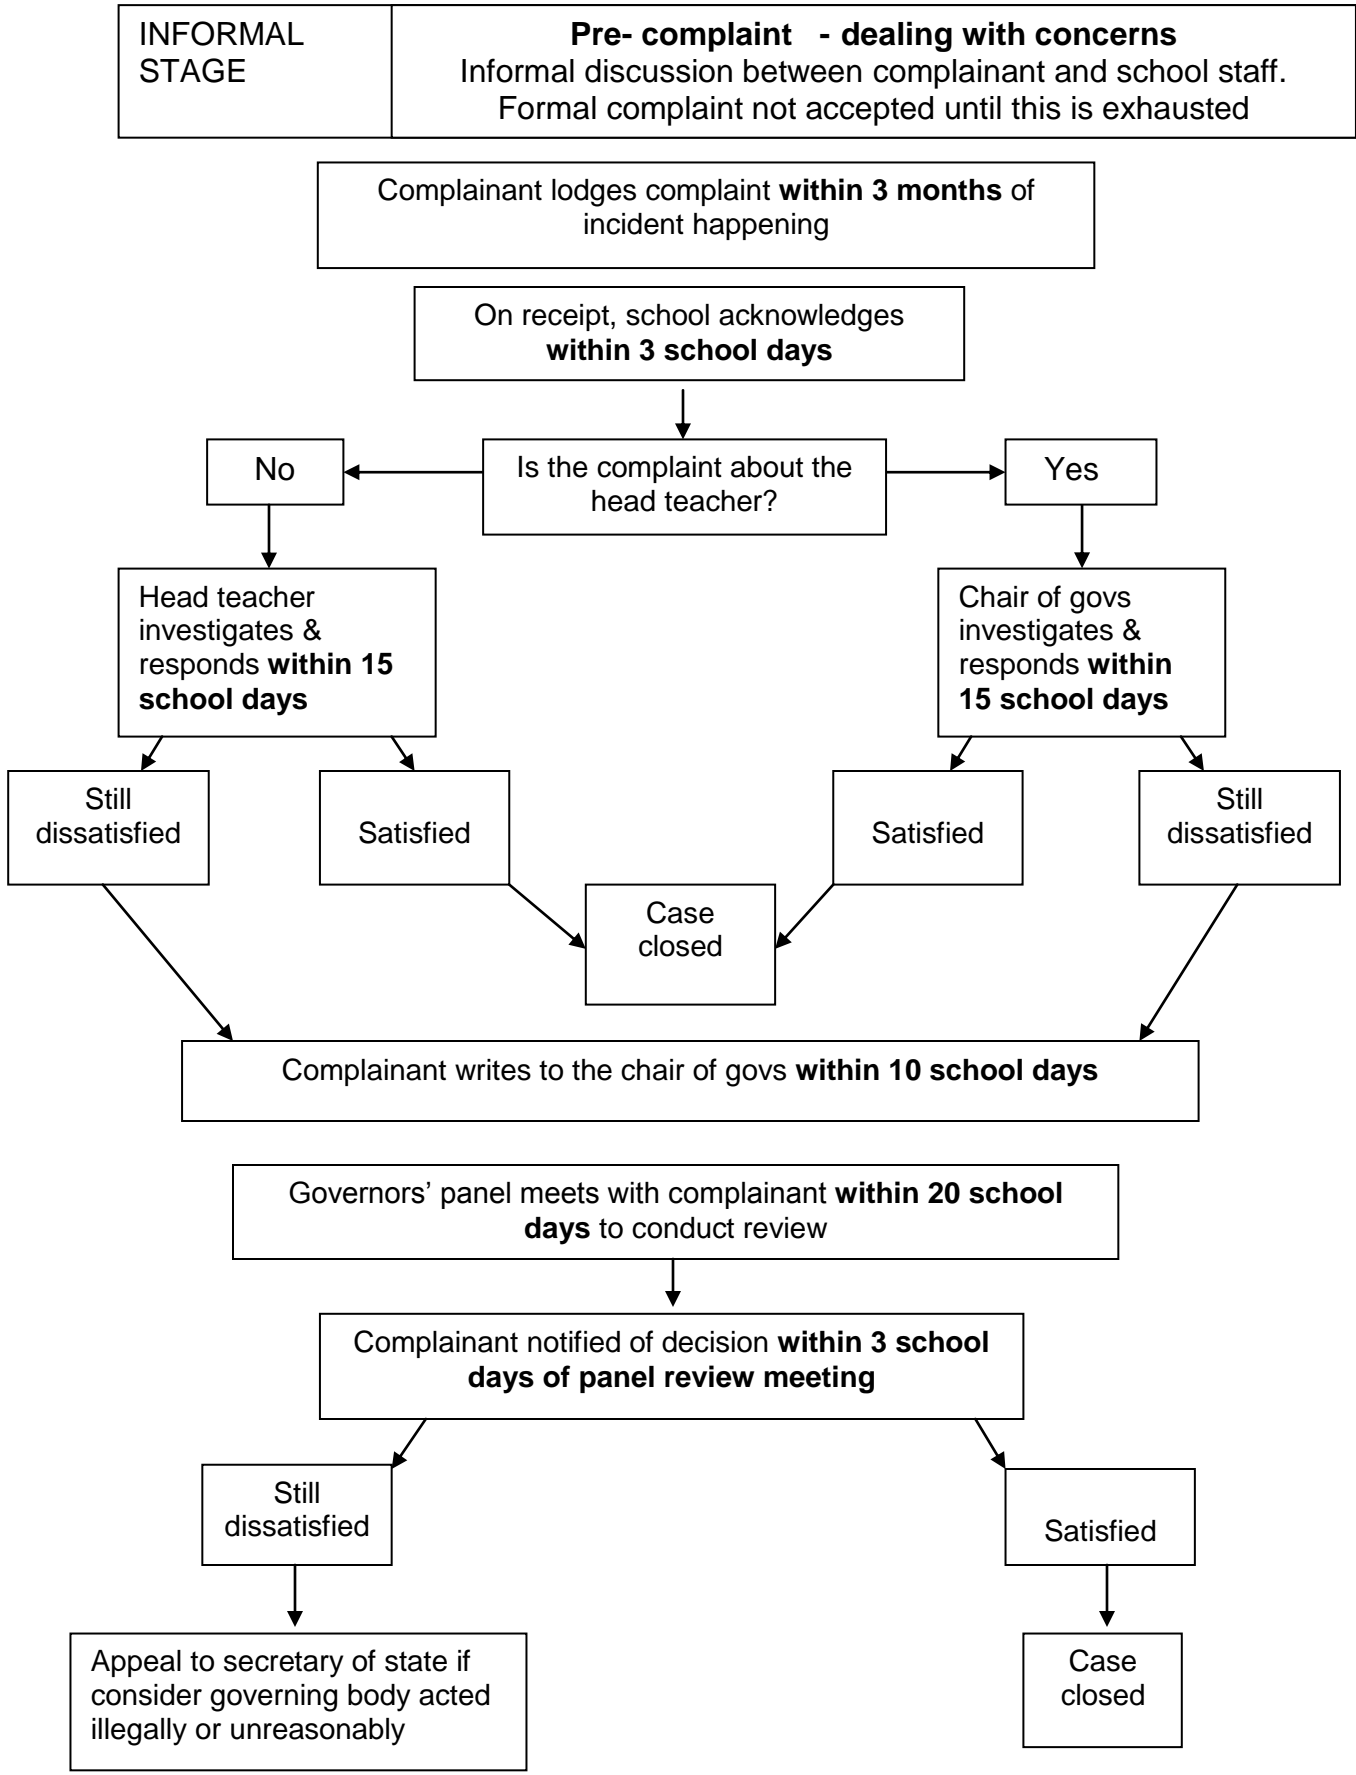 INFORMAL
STAGE
Pre- complaint - dealing with concerns
Informal discussion between complainant and school staff.
Formal complaint not accepted until this is exhausted
Complainant lodges complaint within 3 months of
incident happening
On receipt, school acknowledges
within 3 school days
No
Is the complaint about the
head teacher?
Yes
Head teacher
investigates &
responds within 15
school days
Chair of govs
investigates &
responds within
15 school days
Still
dissatisfied
Satisfied
Satisfied
Still
dissatisfied
Case
closed
Complainant writes to the chair of govs within 10 school days
Governors’ panel meets with complainant within 20 school
days to conduct review
Complainant notified of decision within 3 school
days of panel review meeting
Still
dissatisfied
Satisfied
Appeal to secretary of state if
consider governing body acted
illegally or unreasonably
Case
closed